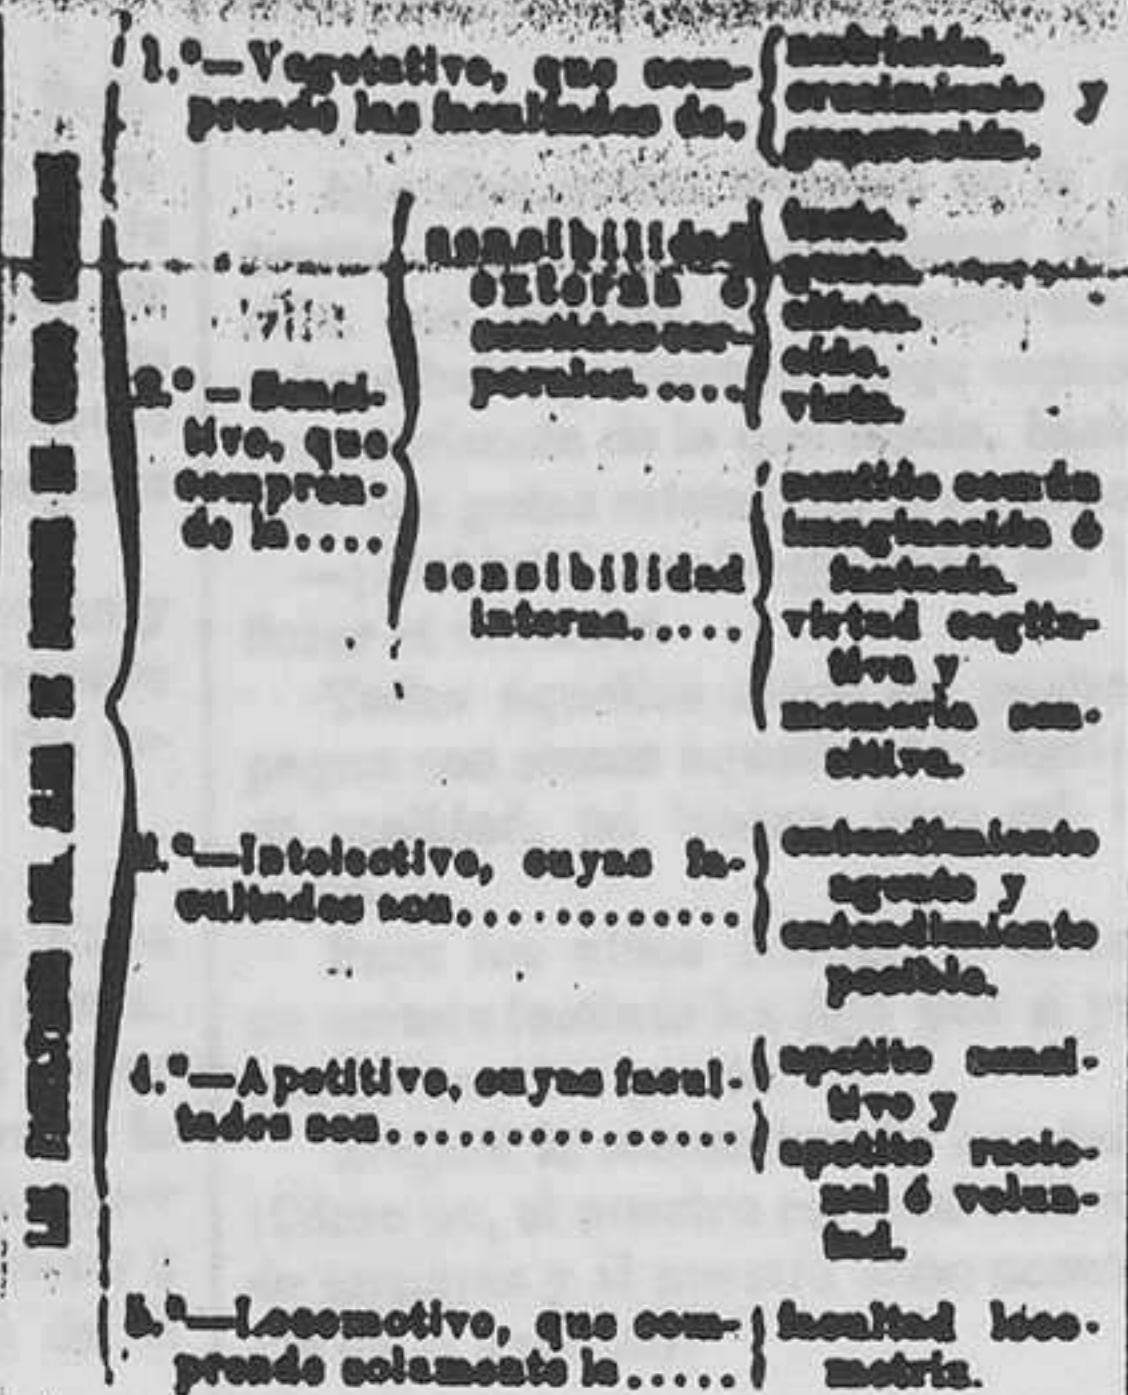 1.º—Vegetativo, que com-
prende las facultades de.
nutrición.
crecimiento y
generación.
2.º—Sensi-
tivo, que
compren-
de la....
sensibilidad
externa ó
sentidos cor-
porales.....
tacto.
gusto.
olfato.
oído.
vista.
sensibilidad
interna.....
sentido común
imaginación ó
fantasía.
virtud cogita-
tiva y
memoria sen-
sitiva.
3.º—Intelectivo, cuyas fa-
cultades son.............
entendimiento
agente y
entendimiento
posible.
4.º—Apetitivo, cuyas facul-
tades son...............
apetito sensi-
tivo y
apetito racio-
nal ó volun-
tad.
5.º—Locomotivo, que com-
prende solamente la.....
facultad loco-
motriz.